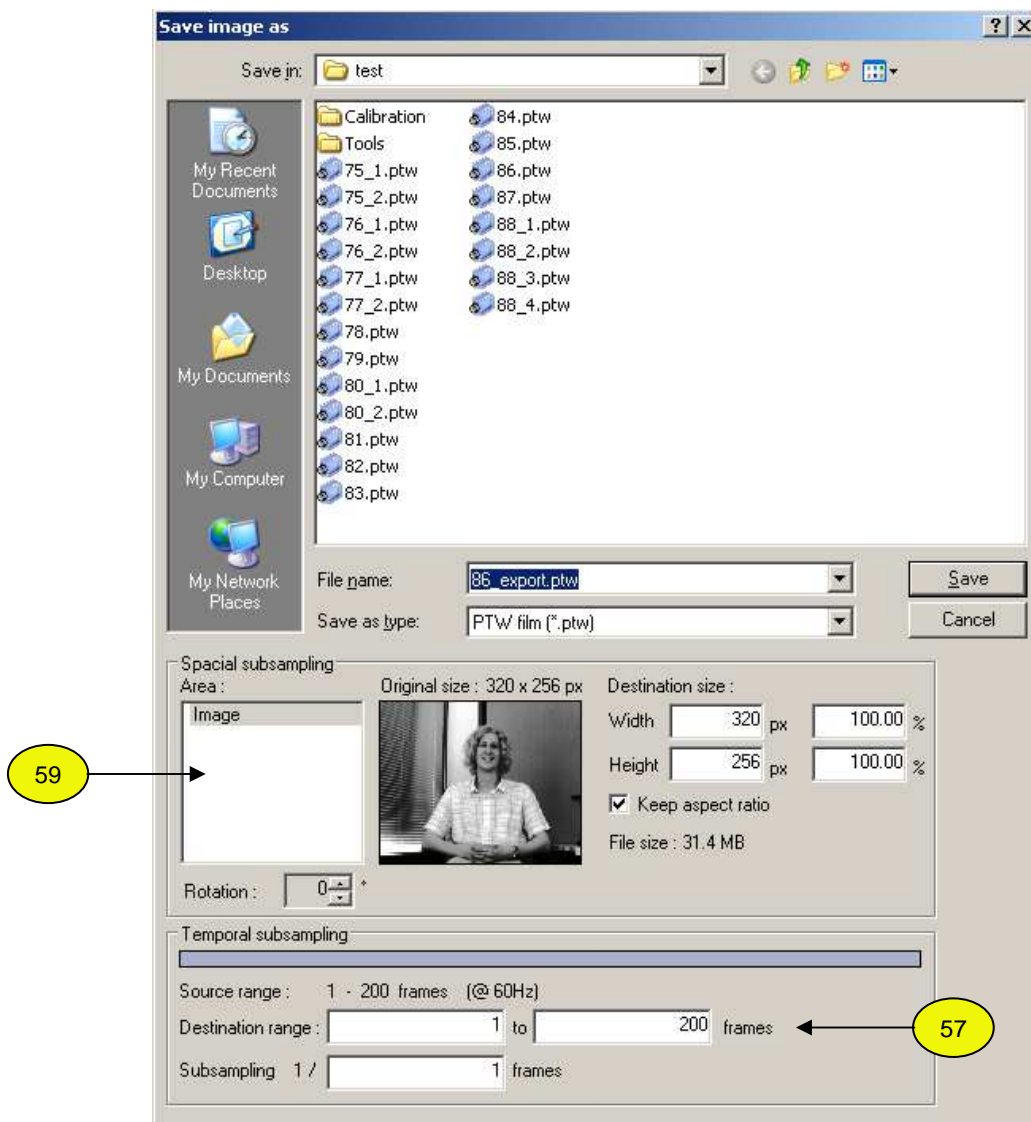 Save image as
Save in: test
My Recent
Documents
Desktop
My Documents
My Computer
My Network
Places
Calibration
Tools
75_1.ptw
75_2.ptw
76_1.ptw
76_2.ptw
77_1.ptw
77_2.ptw
78.ptw
79.ptw
80_1.ptw
80_2.ptw
81.ptw
82.ptw
83.ptw
84.ptw
85.ptw
86.ptw
87.ptw
88_1.ptw
88_2.ptw
88_3.ptw
88_4.ptw
File name: 86_export.ptw Save
Save as type: PTW film (*.ptw) Cancel
Spacial subsampling
Area :
Image
Original size : 320 x 256 px
Destination size :
Width 320 px 100.00 %
Height 256 px 100.00 %
Keep aspect ratio
File size : 31.4 MB
59
Rotation : 0 °
Temporal subsampling
Source range : 1 - 200 frames (@ 60Hz)
Destination range : 1 to 200 frames
57
Subsampling 1 / 1 frames